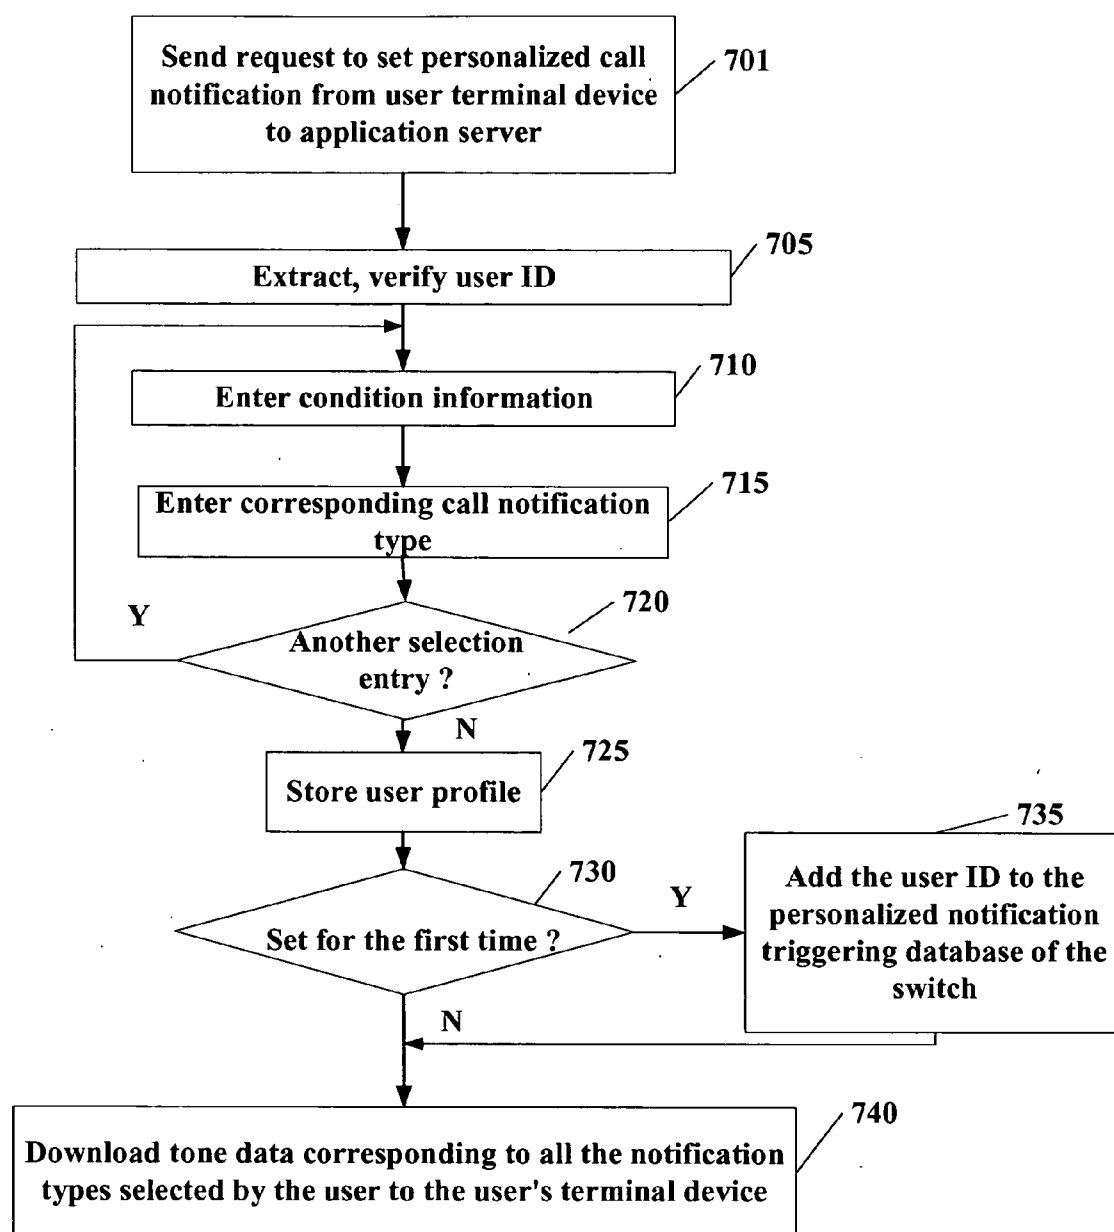 Send request to set personalized call
notification from user terminal device
to application server
701
705
Extract, verify user ID
710
Enter condition information
715
Enter corresponding call notification
type
720
Y
Another selection
entry ?
N
725
Store user profile
735
730
Y
Set for the first time ?
Add the user ID to the
personalized notification
triggering database of the
switch
N
740
Download tone data corresponding to all the notification
types selected by the user to the user's terminal device